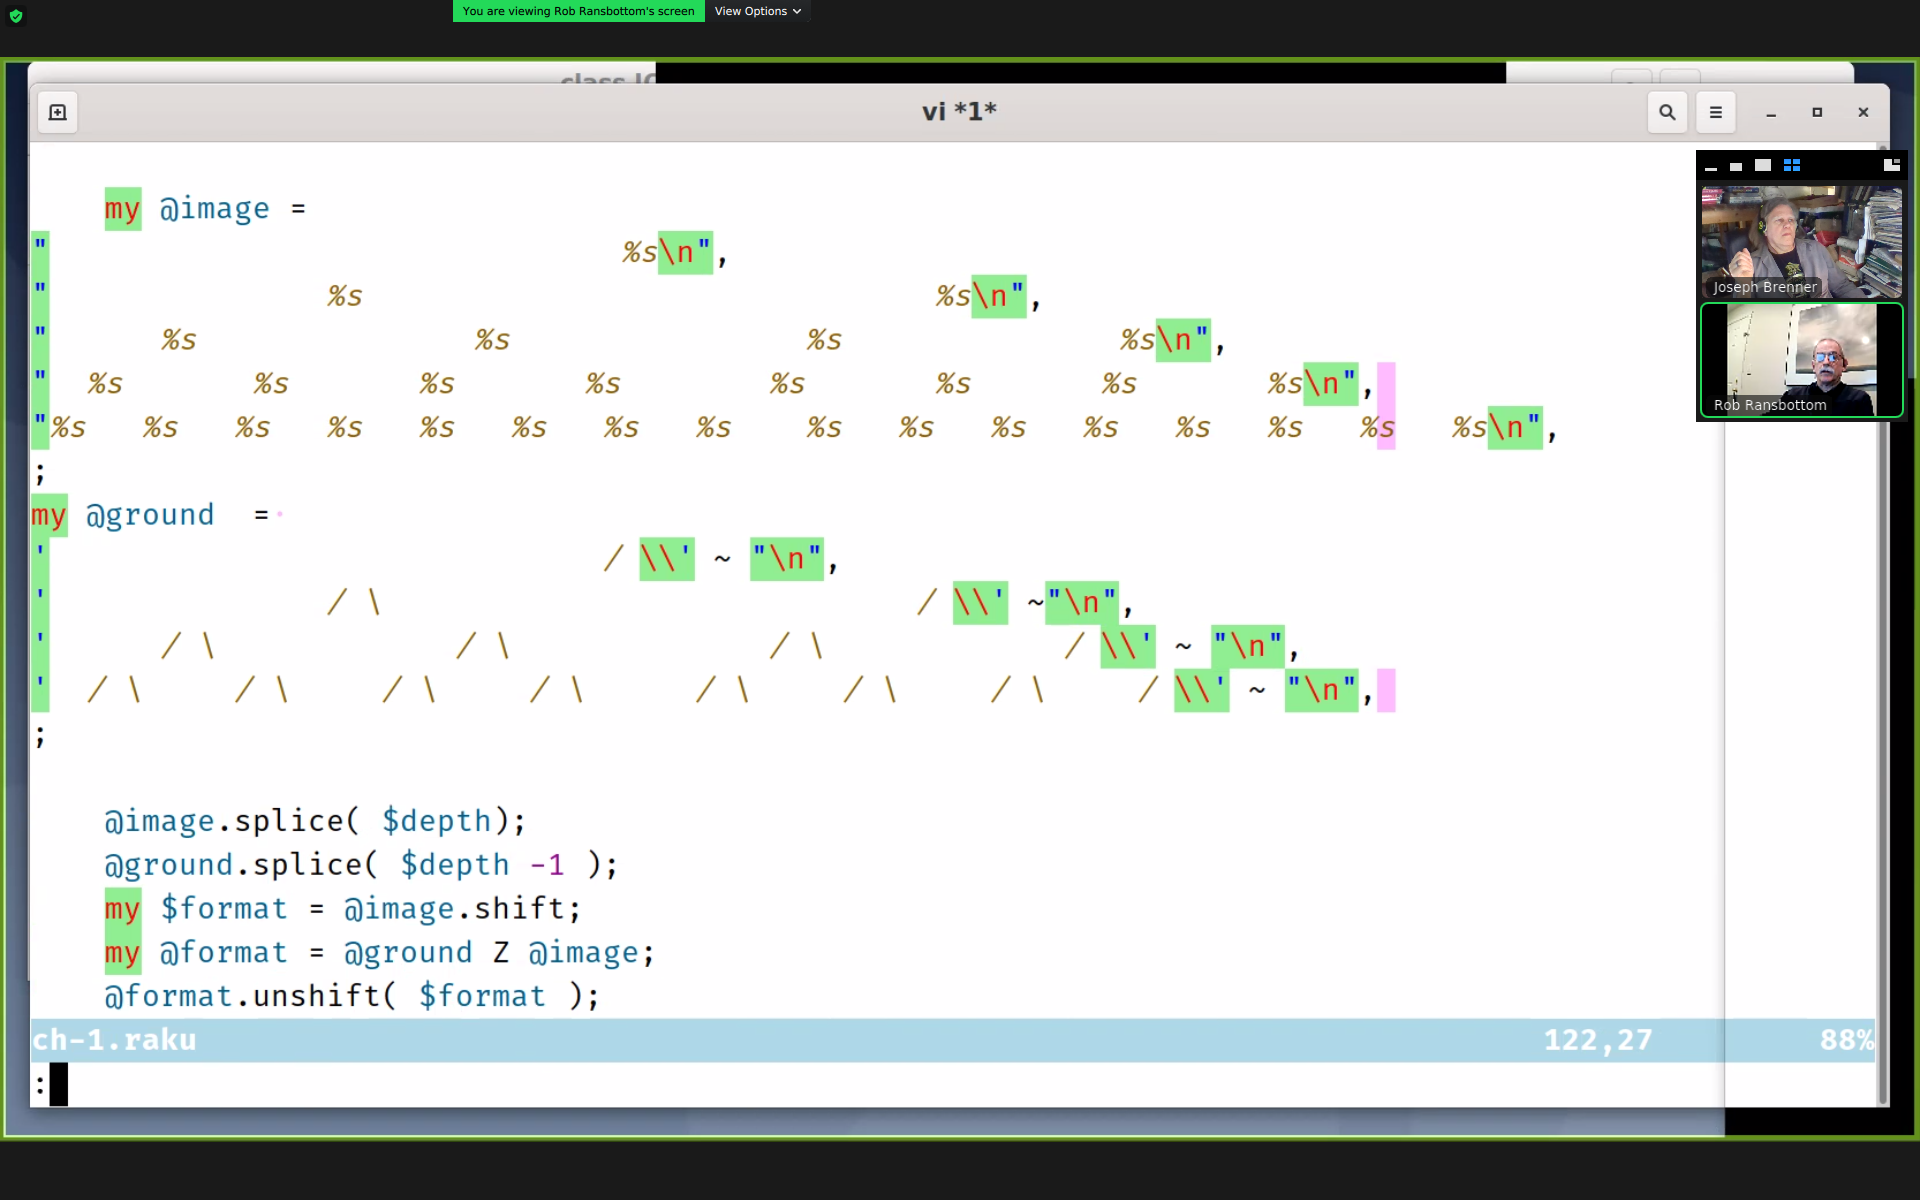 You are viewing Rob Ransbottom's screen View Options
vi *1*
my @image =
"                               %s\n",
"               %s                                %s\n",
"      %s               %s                 %s               %s\n",
"  %s       %s       %s       %s        %s       %s       %s       %s\n",
"%s   %s   %s   %s   %s   %s   %s   %s    %s   %s   %s   %s   %s   %s   %s   %s\n",
;
my @ground  =
'                              / \\' ~ "\n",
'               / \                             / \\' ~"\n",
'      / \             / \              / \             / \\' ~ "\n",
'  / \     / \     / \     / \      / \     / \     / \     / \\' ~ "\n",
;
@image.splice( $depth);
@ground.splice( $depth -1 );
my $format = @image.shift;
my @format = @ground Z @image;
@format.unshift( $format );
ch-1.raku 122,27 88%
:
Joseph Brenner
Rob Ransbottom